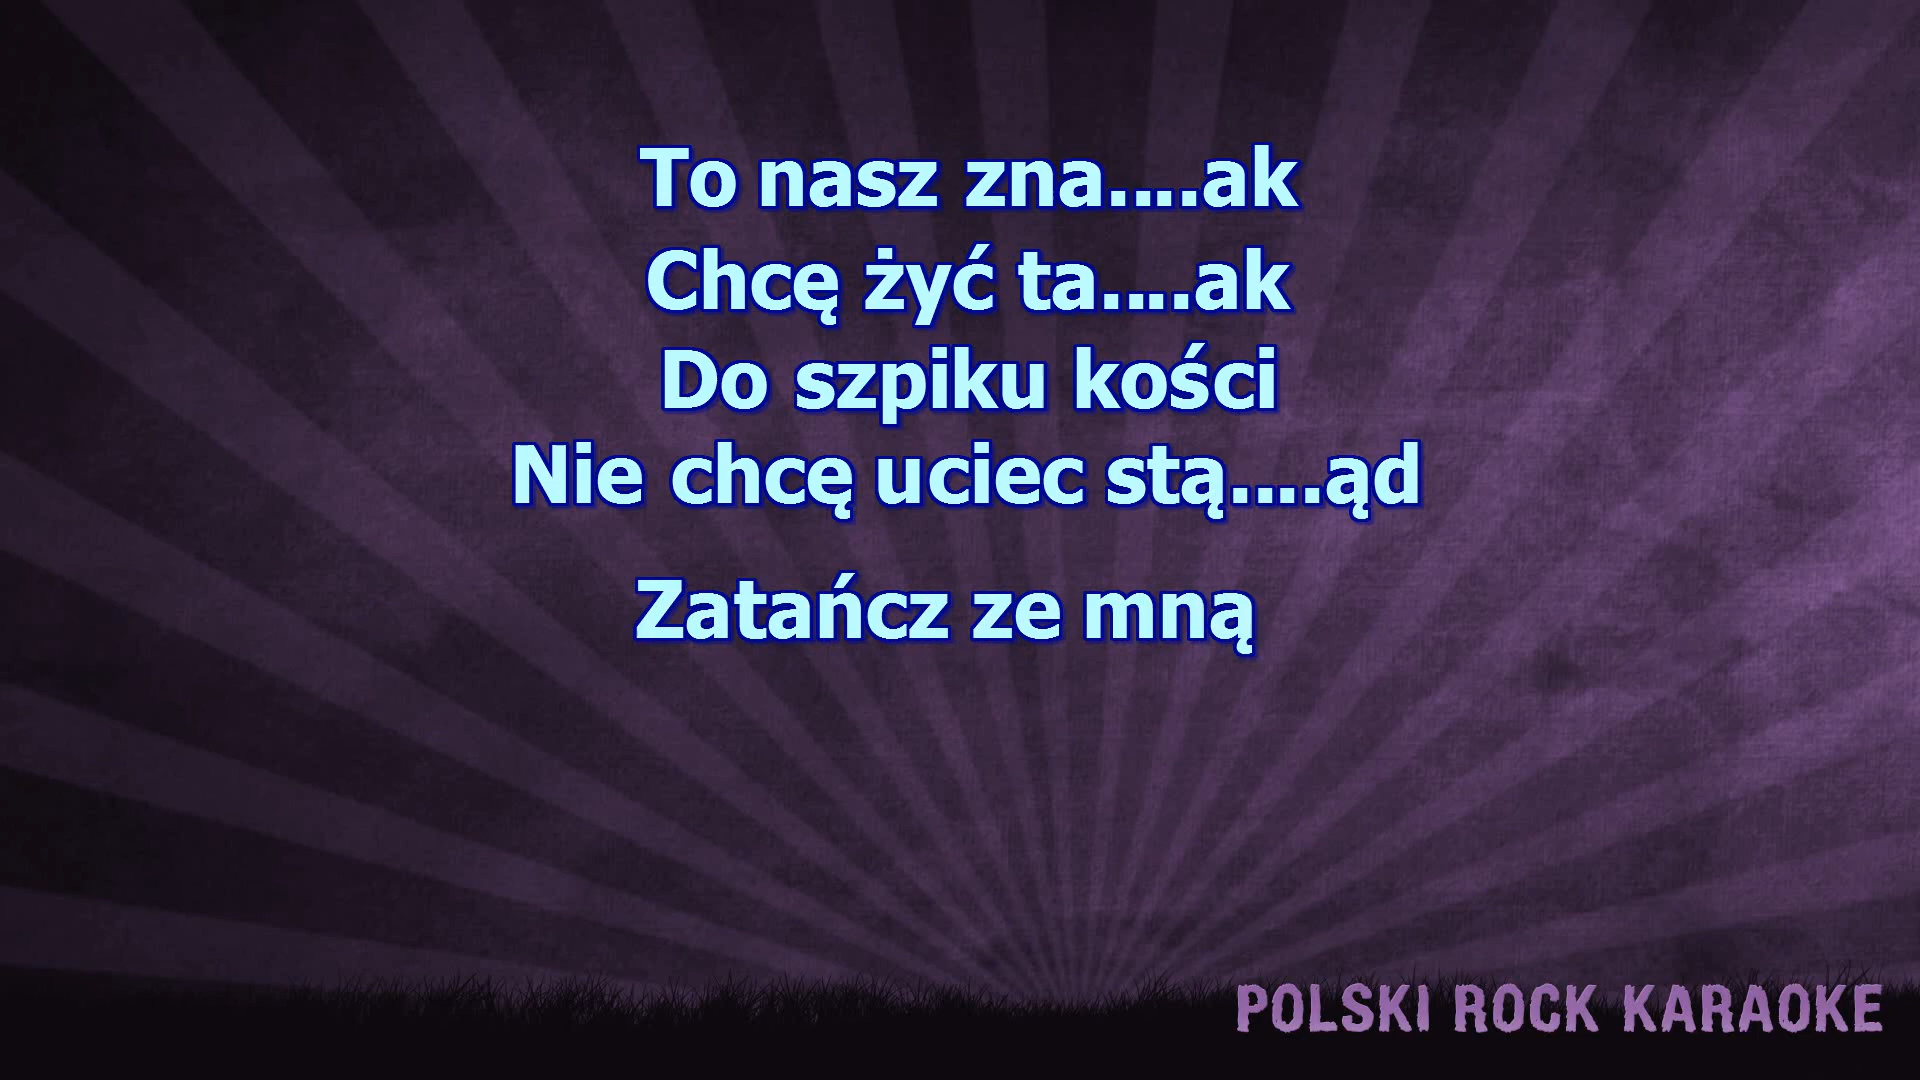 To nasz zna....ak
Chcę żyć ta....ak
Do szpiku kości
Nie chcę uciec stą....ąd
Zatańcz ze mną
POLSKI ROCK KARAOKE